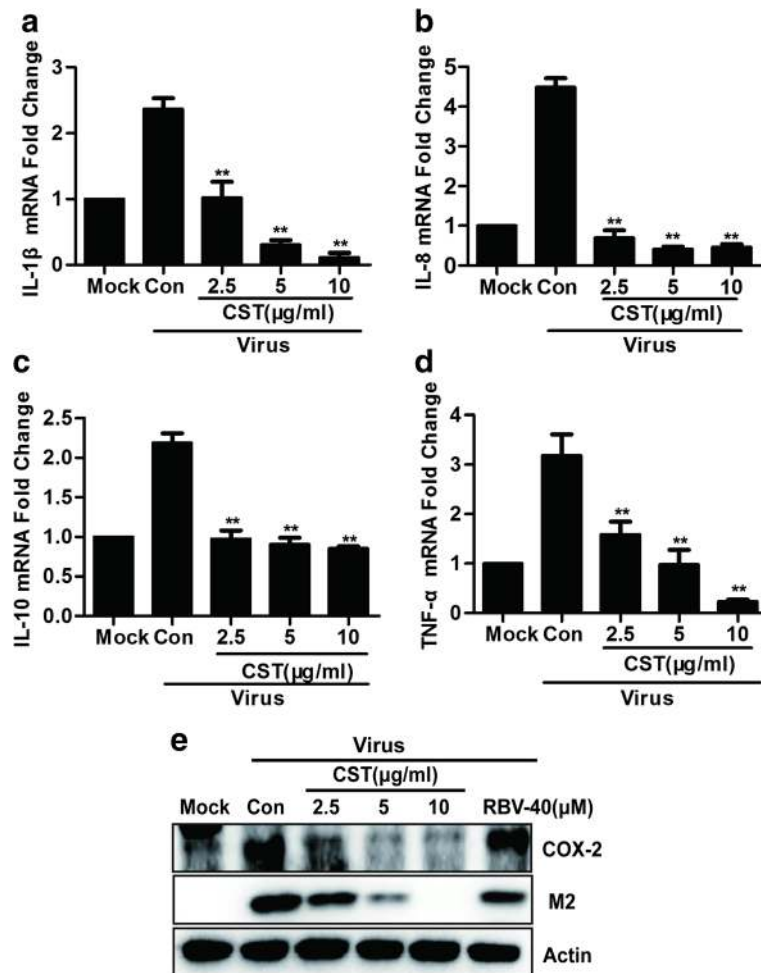 a
IL-1β mRNA Fold Change
3
2
1
0
**
**
**
Mock Con 2.5 5 10
CST(μg/ml)
Virus
b
IL-8 mRNA Fold Change
5
4
3
2
1
0
**
**
**
Mock Con 2.5 5 10
CST(μg/ml)
Virus
c
IL-10 mRNA Fold Change
2.5
2.0
1.5
1.0
0.5
0.0
**
**
**
Mock Con 2.5 5 10
CST(μg/ml)
Virus
d
TNF-α mRNA Fold Change
4
3
2
1
0
**
**
**
Mock Con 2.5 5 10
CST(μg/ml)
Virus
e
Virus
CST(μg/ml)
Mock Con 2.5 5 10 RBV-40(μM)
COX-2
M2
Actin